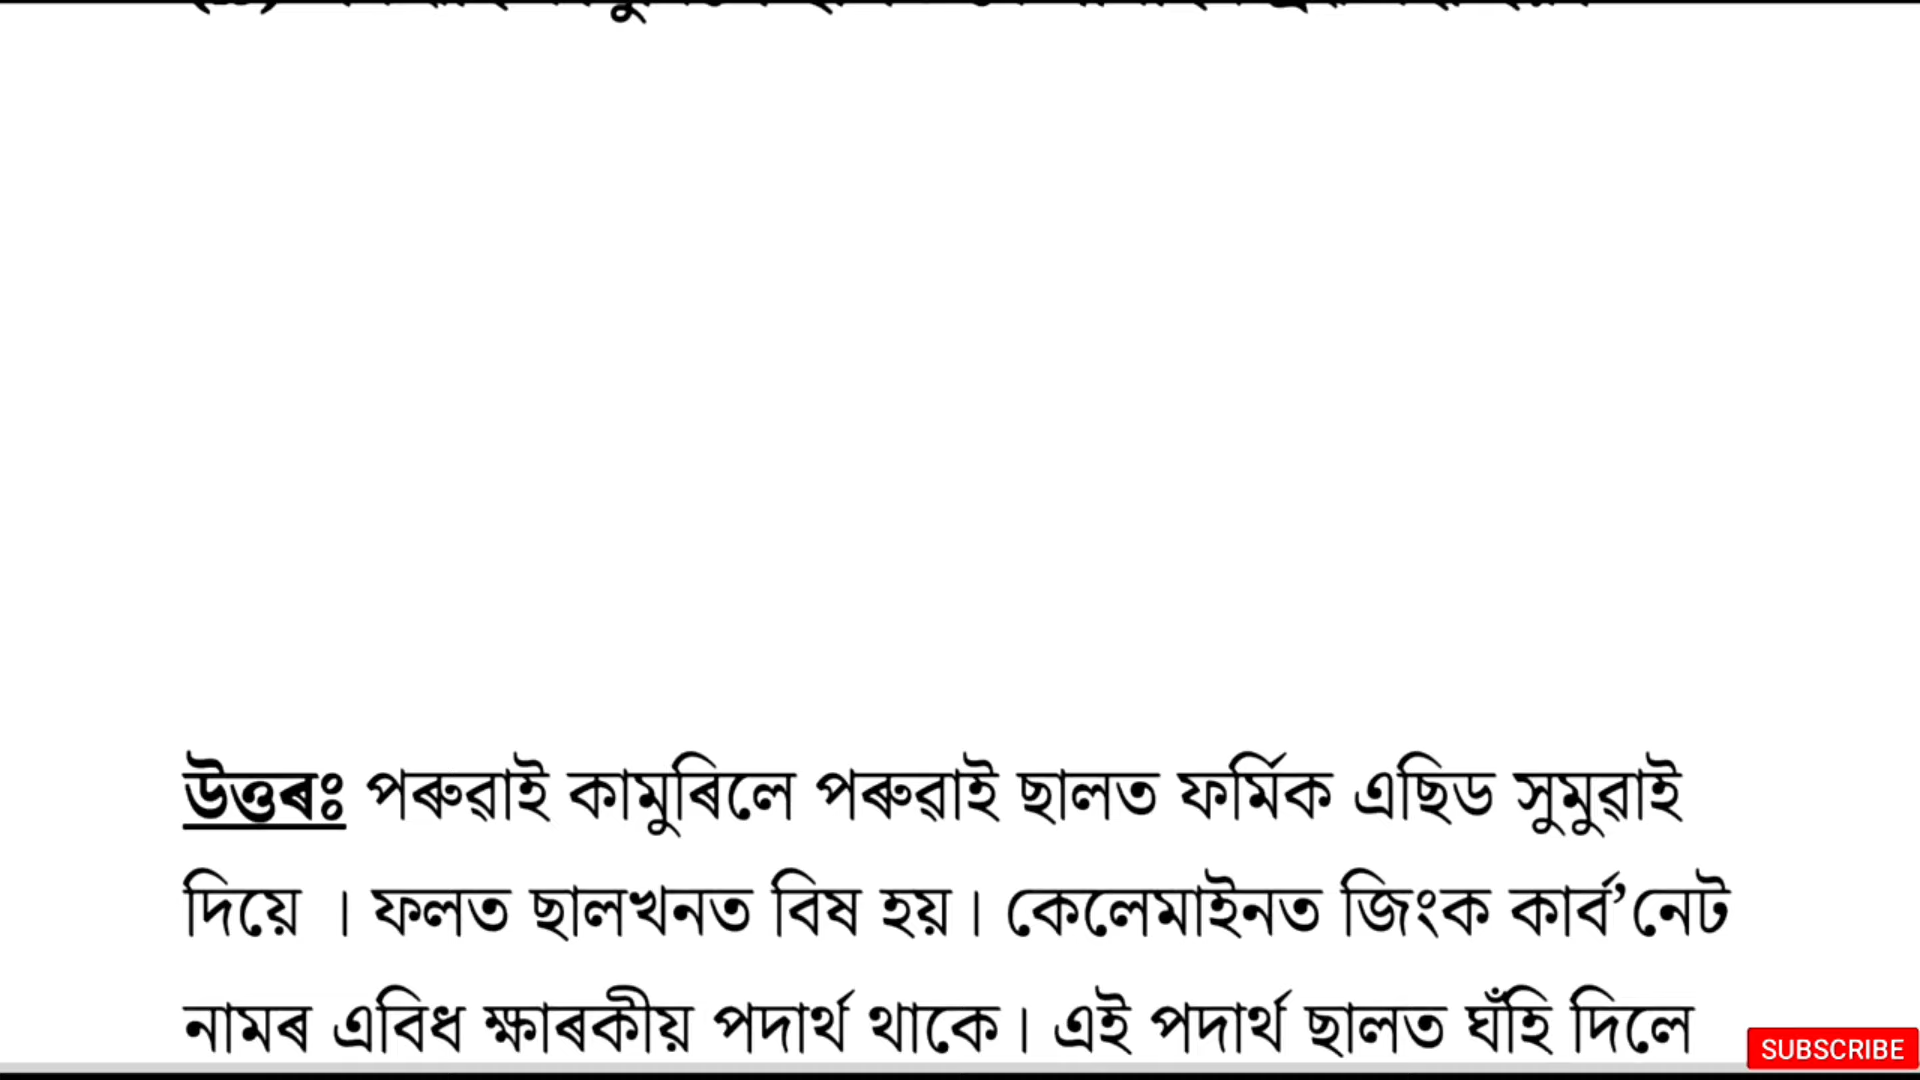 উত্তৰঃ পৰুৱাই কামুৰিলে পৰুৱাই ছালত ফৰ্মিক এছিড সুমুৱাই
দিয়ে । ফলত ছালখনত বিষ হয়। কেলেমাইনত জিংক কাৰ্ব’নেট
নামৰ এবিধ ক্ষাৰকীয় পদাৰ্থ থাকে। এই পদাৰ্থ ছালত ঘঁহি দিলে
SUBSCRIBE